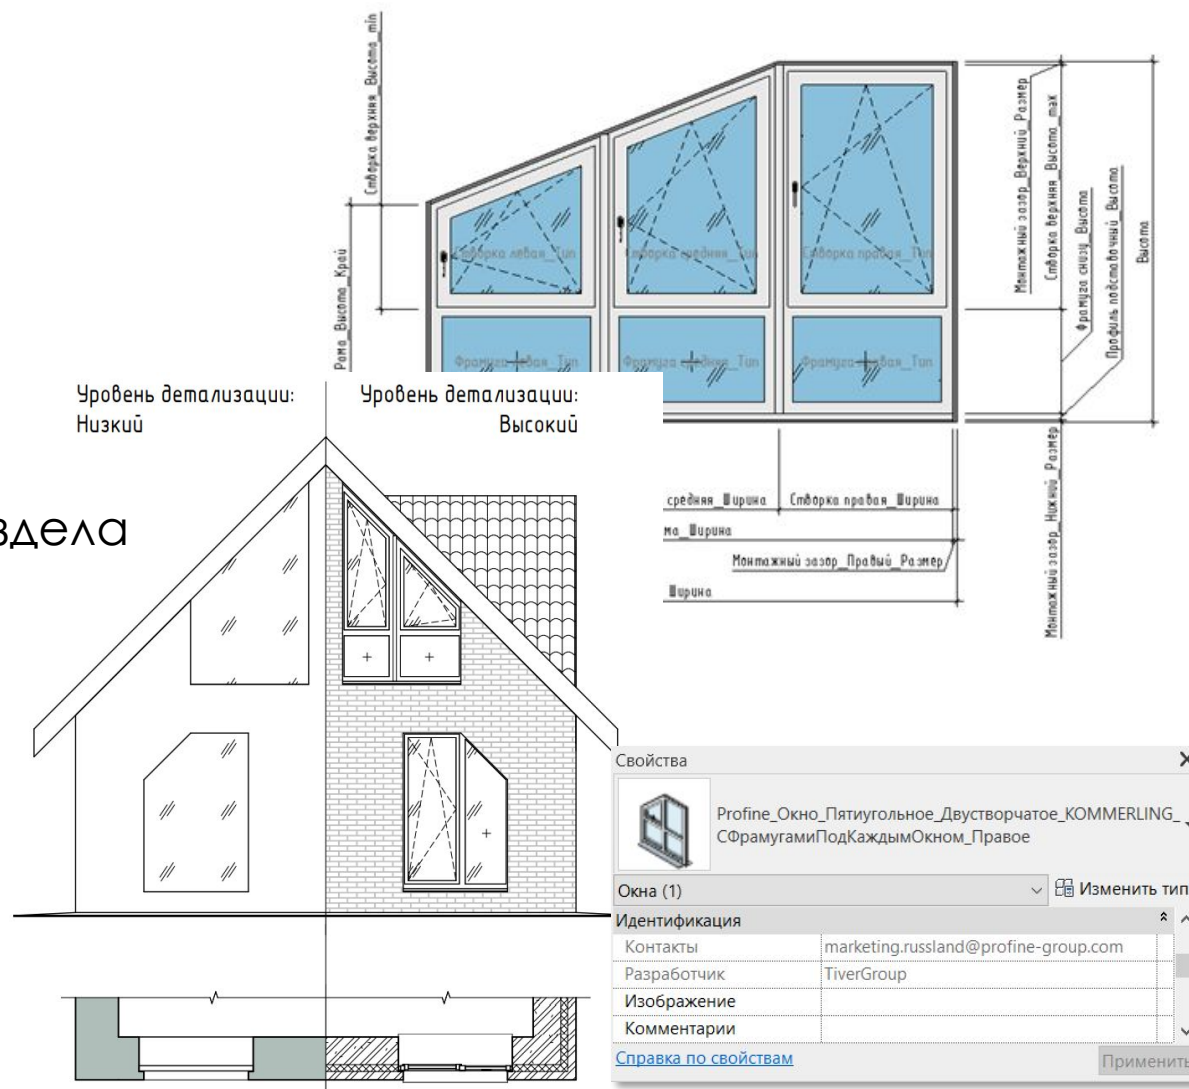 Створка верхняя_Высота_min
Рама_Высота_Край
Створка левая_Тип
Створка средняя_Тип
Створка правая_Тип
Фрамуга левая_Тип
Фрамуга средняя_Тип
Фрамуга правая_Тип
Монтажный зазор_Верхний_Размер
Створка верхняя_Высота_max
Фрамуга снизу_Высота
Профиль подставочный_Высота
Высота
Монтажный зазор_Нижний_Размер
средняя_Ширина
Створка правая_Ширина
ма_Ширина
Монтажный зазор_Правый_Размер
Ширина
Уровень детализации:
Низкий
Уровень детализации:
Высокий
здела
Свойства
Profine_Окно_Пятиугольное_Двустворчатое_KOMMERLING_
СФрамугамиПодКаждымОкном_Правое
Окна (1)
Изменить тип
Идентификация
Контакты marketing.russland@profine-group.com
Разработчик TiverGroup
Изображение
Комментарии
Справка по свойствам
Применить